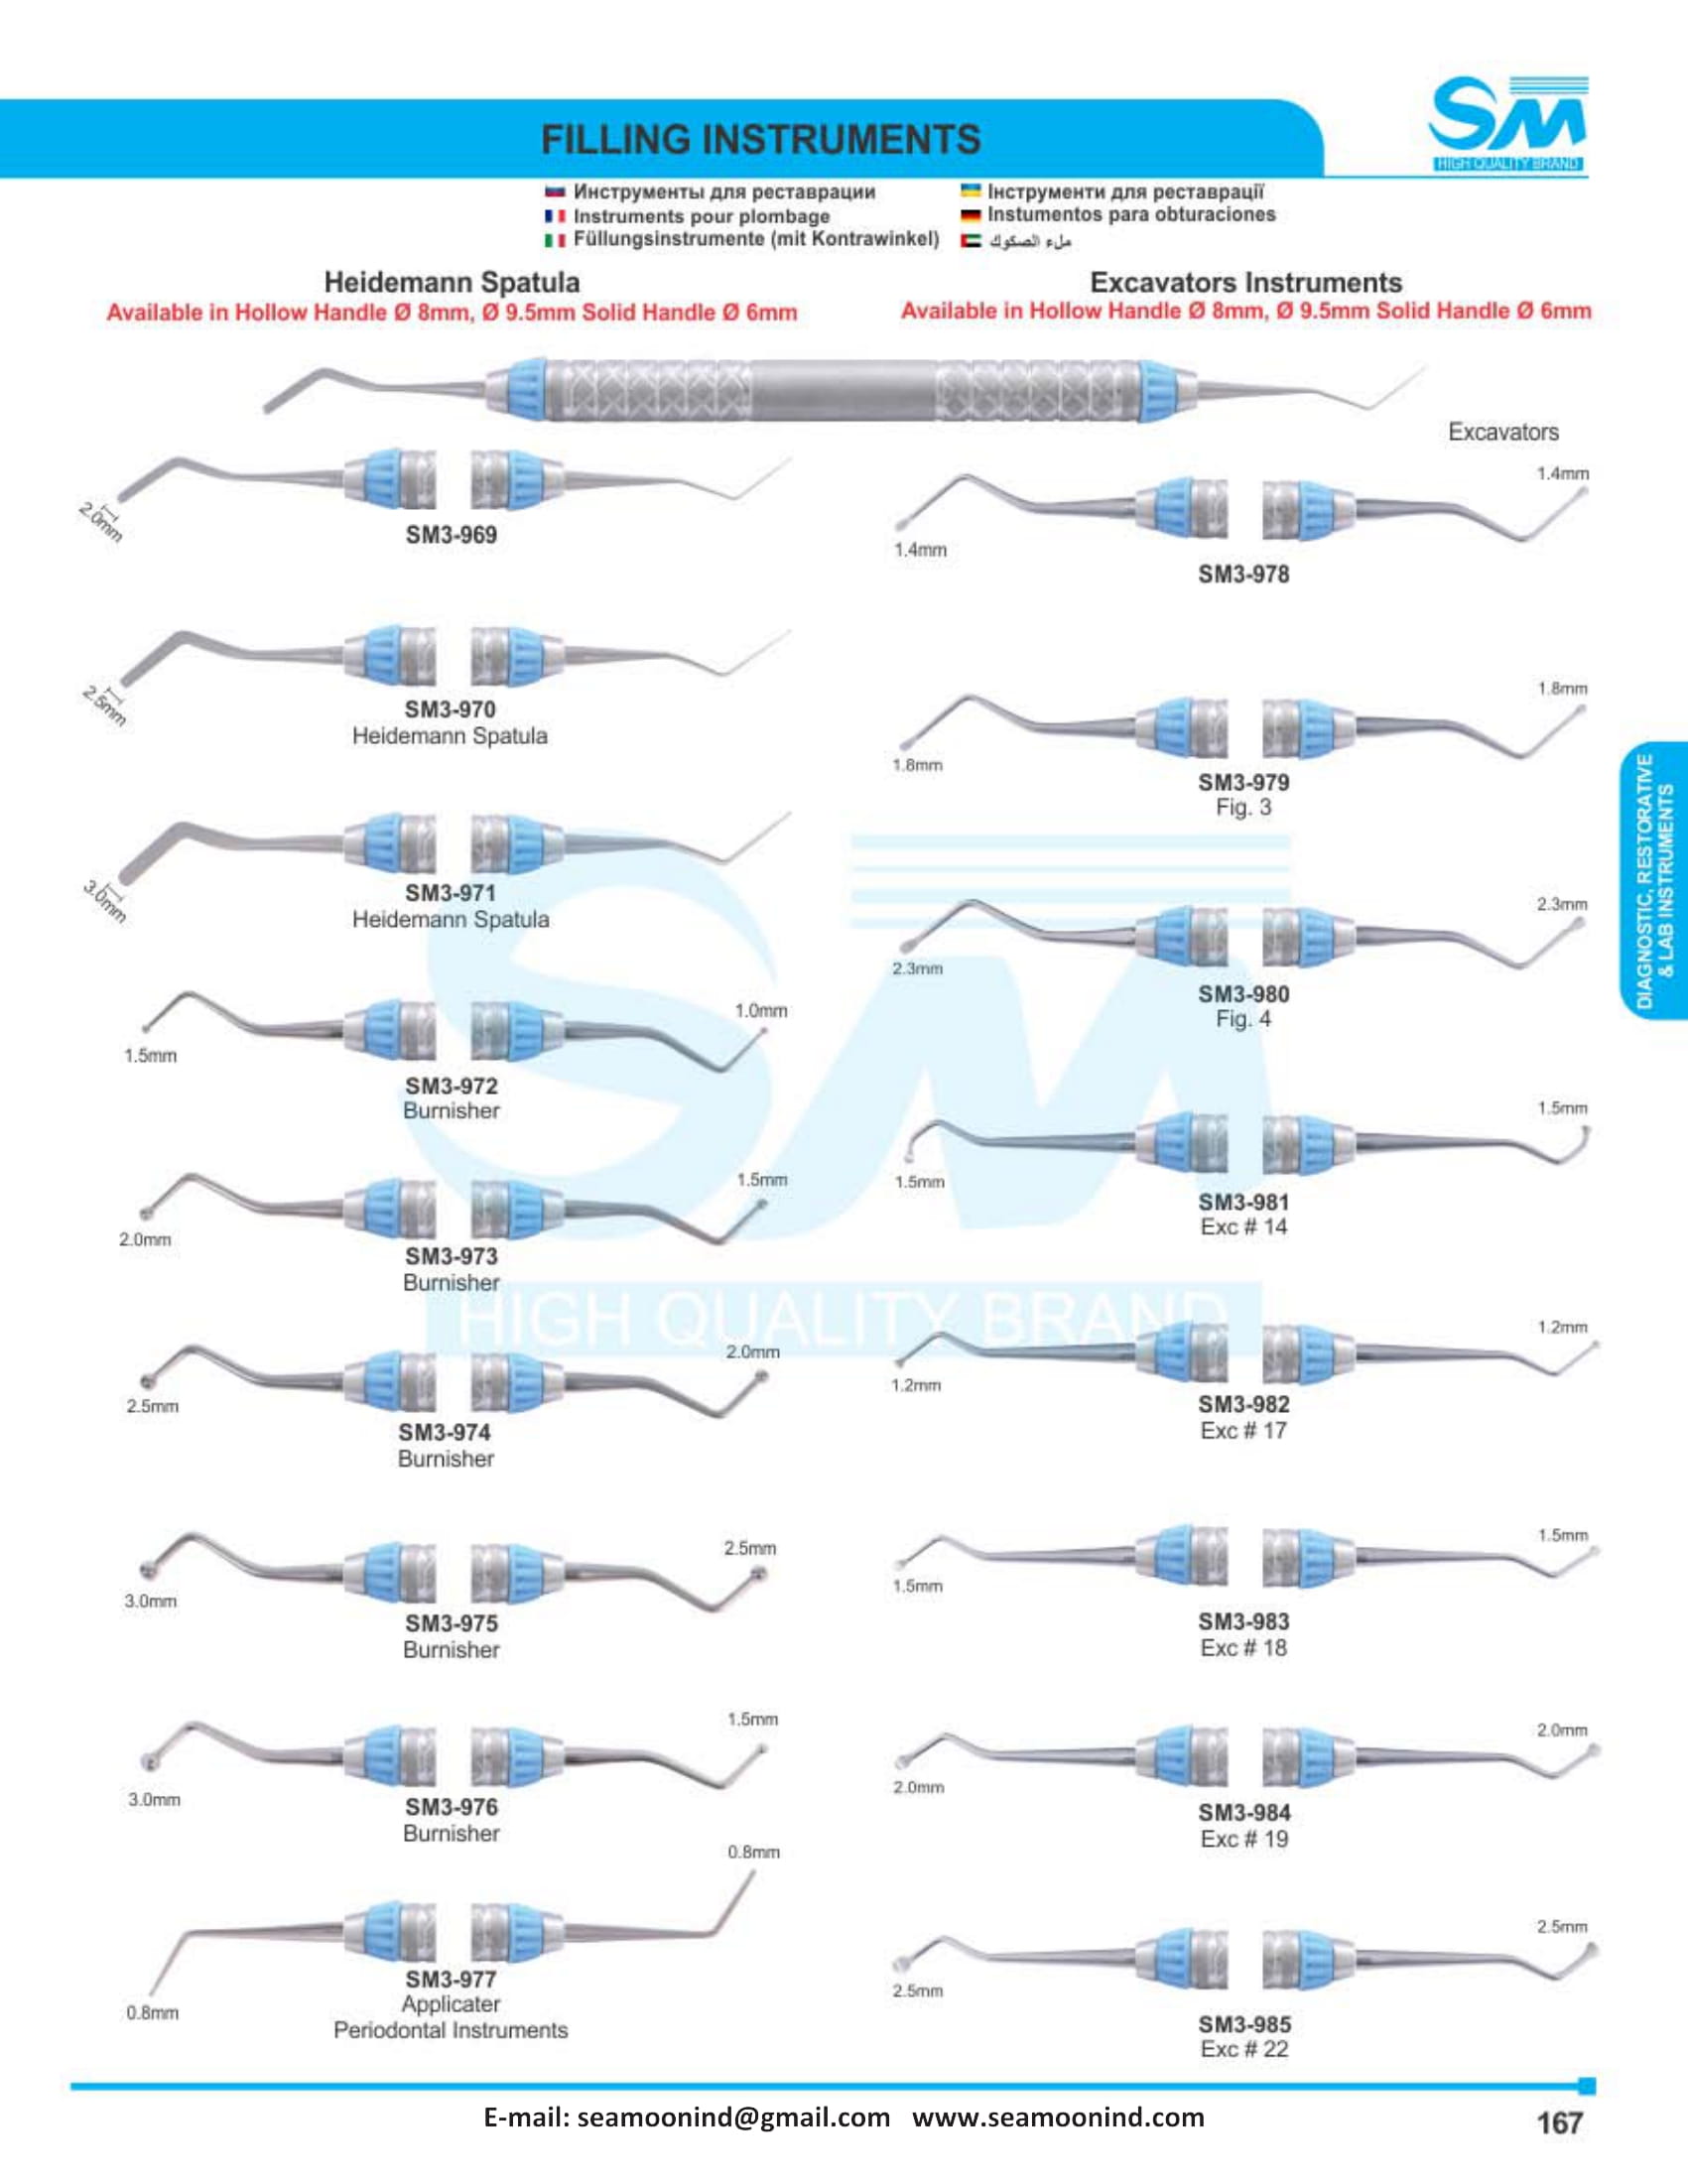 SM
HIGH QUALITY BRAND
FILLING INSTRUMENTS
Инструменты для реставрации
Instruments pour plombage
Füllungsinstrumente (mit Kontrawinkel)
Інструменти для реставрації
Instumentos para obturaciones
ملء الصكوك
Heidemann Spatula
Available in Hollow Handle Ø 8mm, Ø 9.5mm Solid Handle Ø 6mm
2.0mm
SM3-969
2.5mm
SM3-970
Heidemann Spatula
3.0mm
SM3-971
Heidemann Spatula
1.0mm
1.5mm
SM3-972
Burnisher
1.5mm
2.0mm
SM3-973
Burnisher
2.0mm
2.5mm
SM3-974
Burnisher
2.5mm
3.0mm
SM3-975
Burnisher
1.5mm
3.0mm
SM3-976
Burnisher
0.8mm
0.8mm
SM3-977
Applicater
Periodontal Instruments
Excavators Instruments
Available in Hollow Handle Ø 8mm, Ø 9.5mm Solid Handle Ø 6mm
Excavators
1.4mm
1.4mm
SM3-978
1.8mm
1.8mm
SM3-979
Fig. 3
2.3mm
2.3mm
SM3-980
Fig. 4
1.5mm
1.5mm
SM3-981
Exc # 14
1.2mm
1.2mm
SM3-982
Exc # 17
1.5mm
1.5mm
SM3-983
Exc # 18
2.0mm
2.0mm
SM3-984
Exc # 19
2.5mm
2.5mm
SM3-985
Exc # 22
SM
HIGH QUALITY BRAND
DIAGNOSTIC, RESTORATIVE
& LAB INSTRUMENTS
E-mail: seamoonind@gmail.com www.seamoonind.com
167